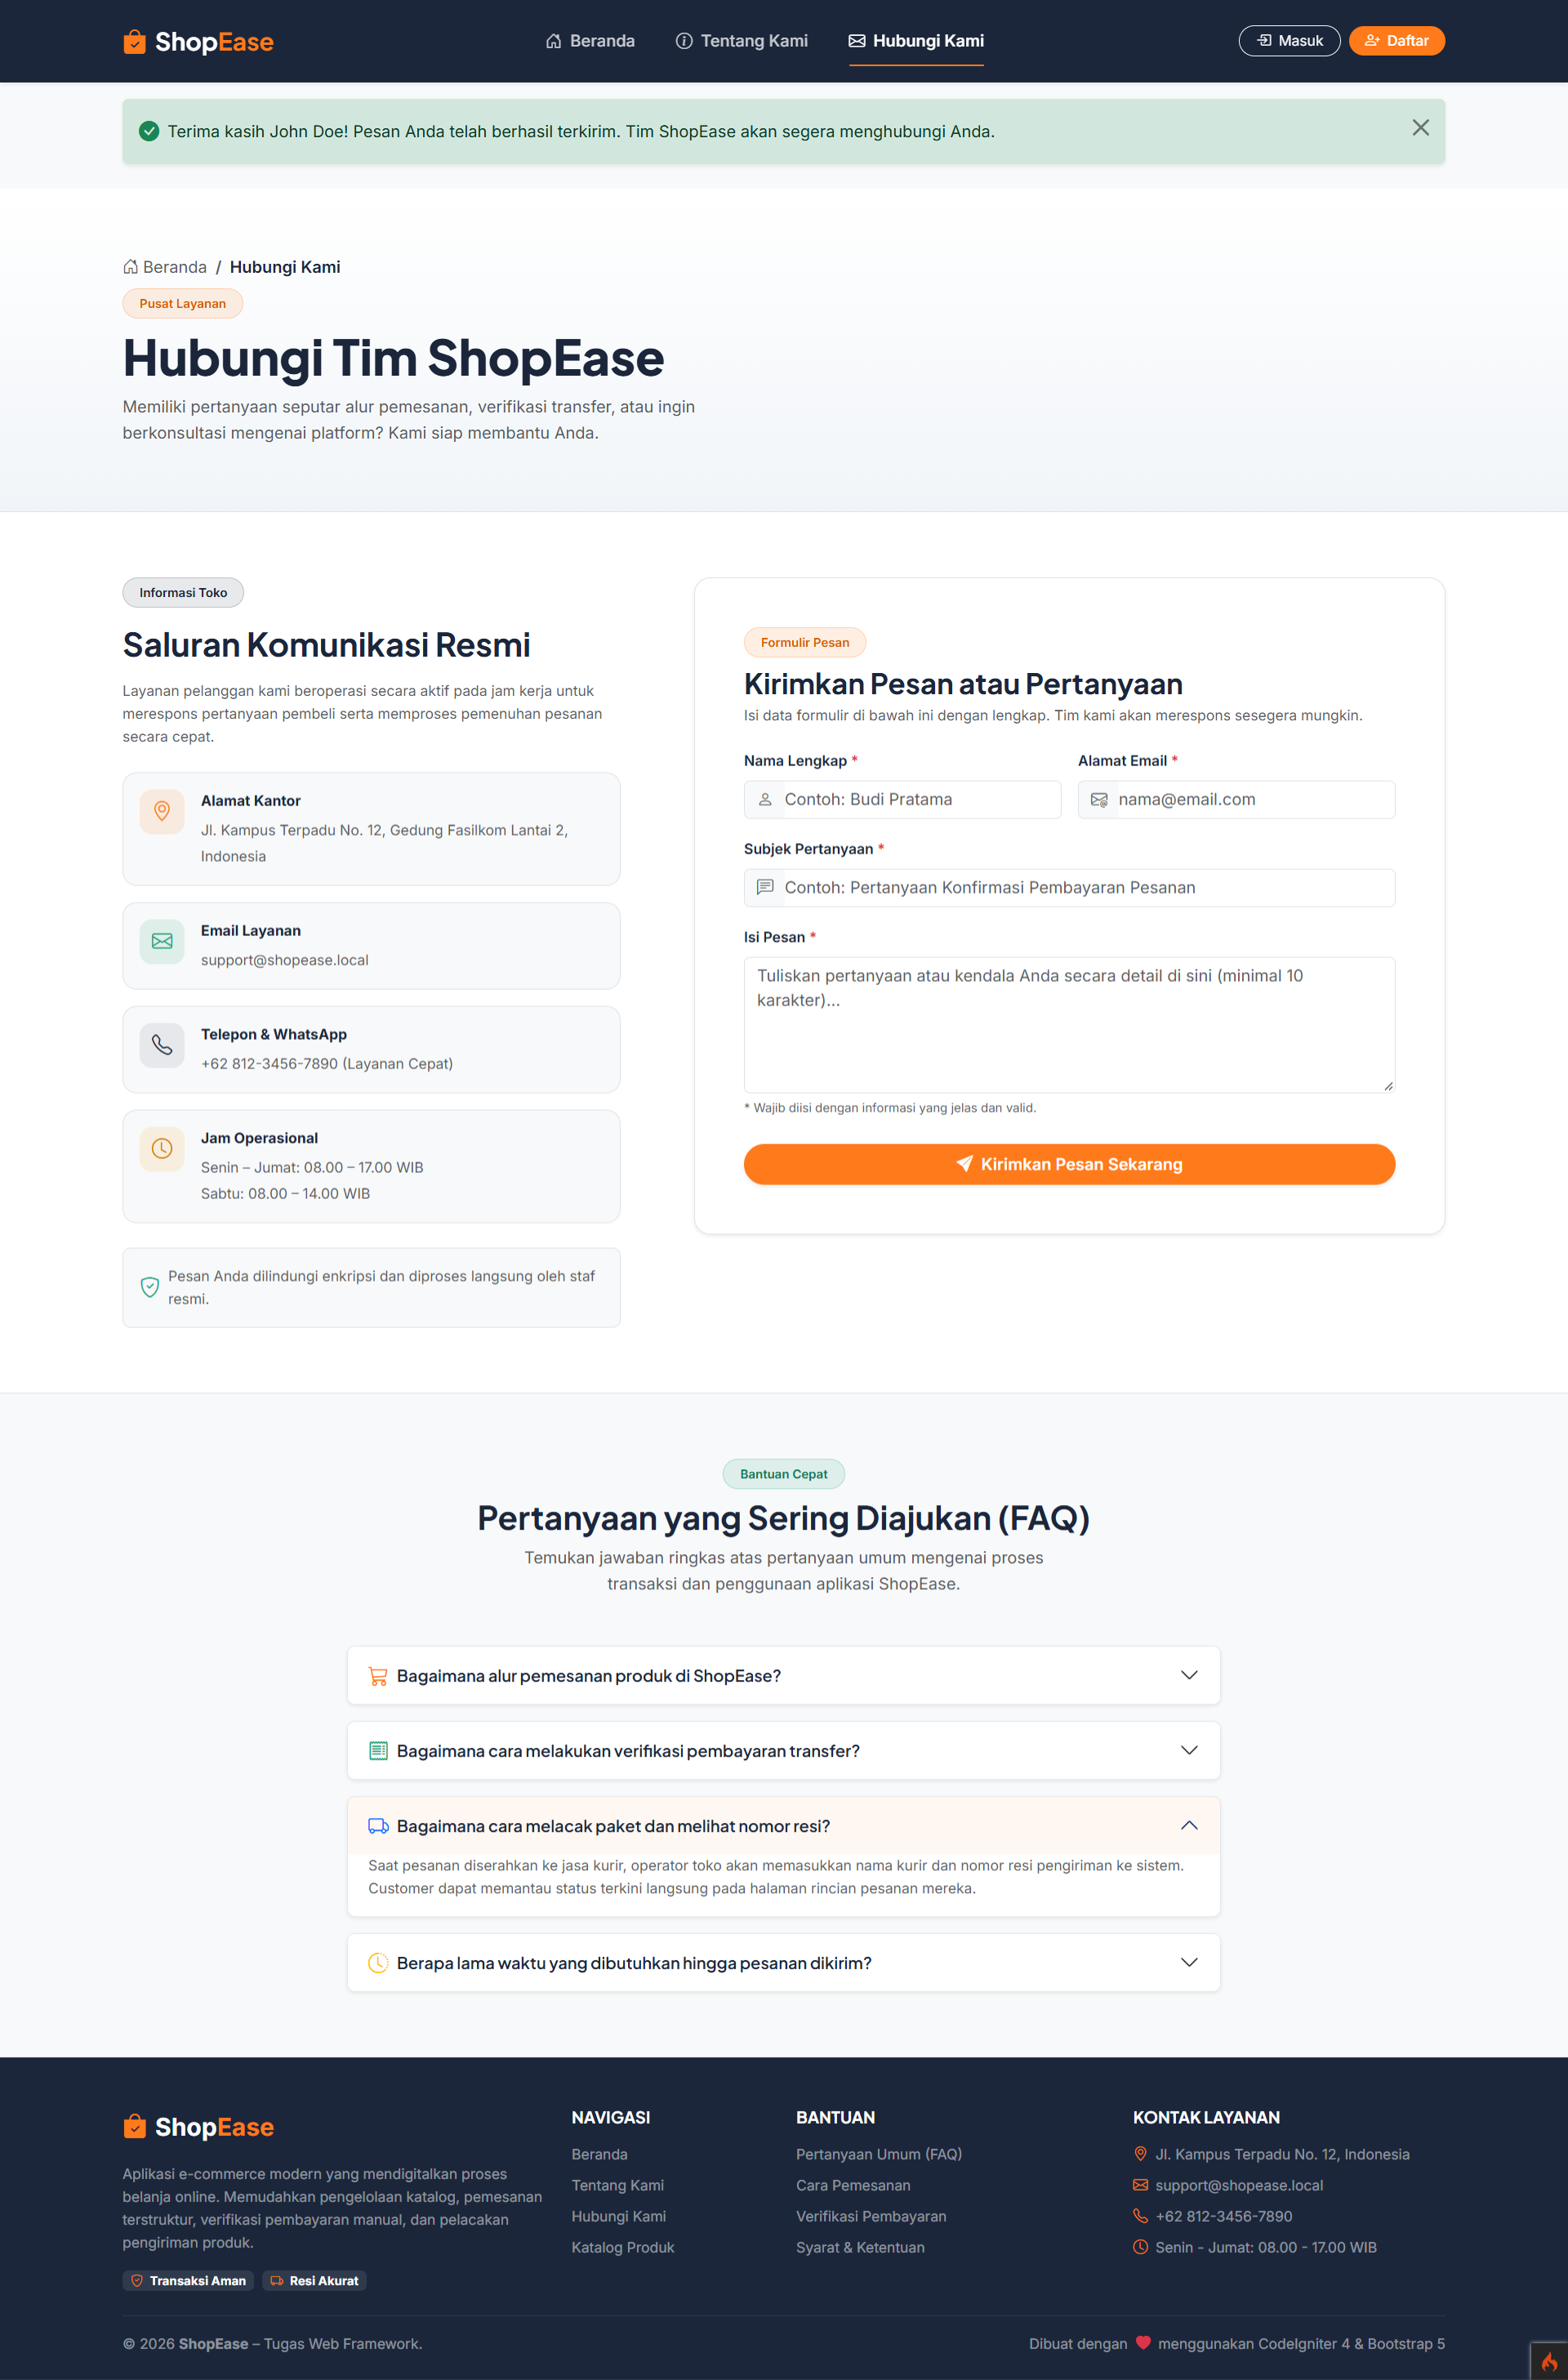 ShopEase
Beranda
Tentang Kami
Hubungi Kami
Masuk
Daftar
Terima kasih John Doe! Pesan Anda telah berhasil terkirim. Tim ShopEase akan segera menghubungi Anda.
Beranda / Hubungi Kami
Pusat Layanan
Hubungi Tim ShopEase
Memiliki pertanyaan seputar alur pemesanan, verifikasi transfer, atau ingin
berkonsultasi mengenai platform? Kami siap membantu Anda.
Informasi Toko
Saluran Komunikasi Resmi
Layanan pelanggan kami beroperasi secara aktif pada jam kerja untuk
merespons pertanyaan pembeli serta memproses pemenuhan pesanan
secara cepat.
Alamat Kantor
Jl. Kampus Terpadu No. 12, Gedung Fasilkom Lantai 2,
Indonesia
Email Layanan
support@shopease.local
Telepon & WhatsApp
+62 812-3456-7890 (Layanan Cepat)
Jam Operasional
Senin – Jumat: 08.00 – 17.00 WIB
Sabtu: 08.00 – 14.00 WIB
Pesan Anda dilindungi enkripsi dan diproses langsung oleh staf
resmi.
Formulir Pesan
Kirimkan Pesan atau Pertanyaan
Isi data formulir di bawah ini dengan lengkap. Tim kami akan merespons sesegera mungkin.
Nama Lengkap *
Contoh: Budi Pratama
Alamat Email *
nama@email.com
Subjek Pertanyaan *
Contoh: Pertanyaan Konfirmasi Pembayaran Pesanan
Isi Pesan *
Tuliskan pertanyaan atau kendala Anda secara detail di sini (minimal 10
karakter)...
* Wajib diisi dengan informasi yang jelas dan valid.
Kirimkan Pesan Sekarang
Bantuan Cepat
Pertanyaan yang Sering Diajukan (FAQ)
Temukan jawaban ringkas atas pertanyaan umum mengenai proses
transaksi dan penggunaan aplikasi ShopEase.
Bagaimana alur pemesanan produk di ShopEase?
Bagaimana cara melakukan verifikasi pembayaran transfer?
Bagaimana cara melacak paket dan melihat nomor resi?
Saat pesanan diserahkan ke jasa kurir, operator toko akan memasukkan nama kurir dan nomor resi pengiriman ke sistem.
Customer dapat memantau status terkini langsung pada halaman rincian pesanan mereka.
Berapa lama waktu yang dibutuhkan hingga pesanan dikirim?
ShopEase
Aplikasi e-commerce modern yang mendigitalkan proses
belanja online. Memudahkan pengelolaan katalog, pemesanan
terstruktur, verifikasi pembayaran manual, dan pelacakan
pengiriman produk.
Transaksi Aman
Resi Akurat
NAVIGASI
Beranda
Tentang Kami
Hubungi Kami
Katalog Produk
BANTUAN
Pertanyaan Umum (FAQ)
Cara Pemesanan
Verifikasi Pembayaran
Syarat & Ketentuan
KONTAK LAYANAN
Jl. Kampus Terpadu No. 12, Indonesia
support@shopease.local
+62 812-3456-7890
Senin - Jumat: 08.00 - 17.00 WIB
© 2026 ShopEase – Tugas Web Framework.
Dibuat dengan menggunakan CodeIgniter 4 & Bootstrap 5